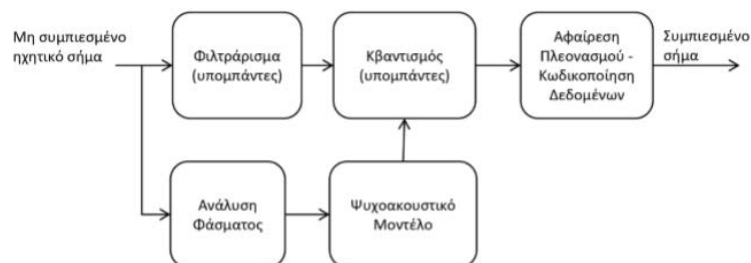 Μη συμπιεσμένο
ηχητικό σήμα
Φιλτράρισμα
(υπομπάντες)
Κβαντισμός
(υπομπάντες)
Αφαίρεση
Πλεονασμού -
Κωδικοποίηση
Δεδομένων
Συμπιεσμένο
σήμα
Ανάλυση
Φάσματος
Ψυχοακουστικό
Μοντέλο